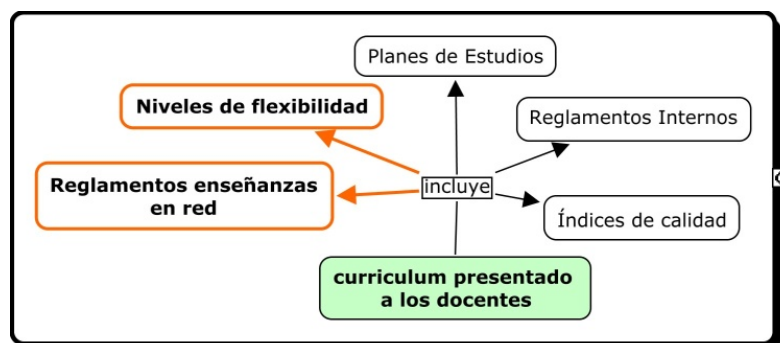 Planes de Estudios
Niveles de flexibilidad
Reglamentos Internos
Reglamentos enseñanzas
en red
incluye
Índices de calidad
curriculum presentado
a los docentes